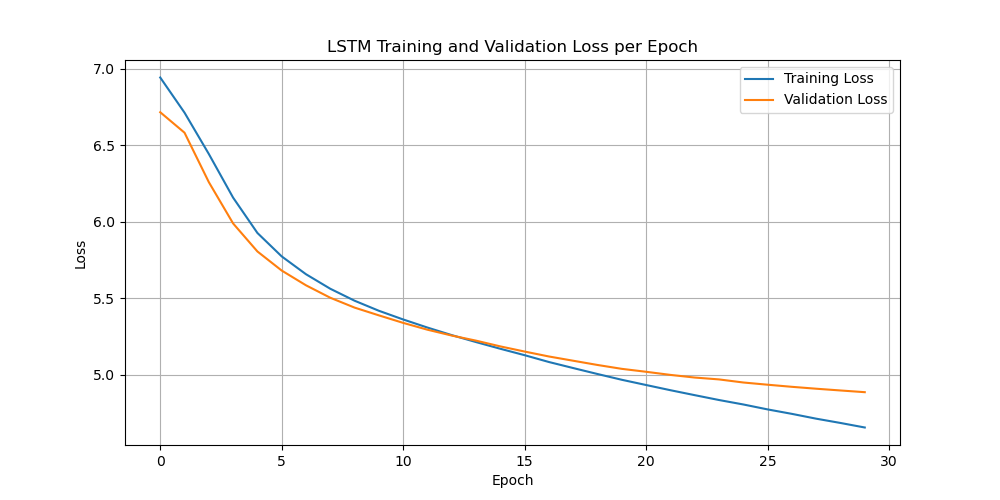 LSTM Training and Validation Loss per Epoch
Training Loss
Validation Loss
7.0
6.5
6.0
5.5
5.0
Loss
0 5 10 15 20 25 30
Epoch